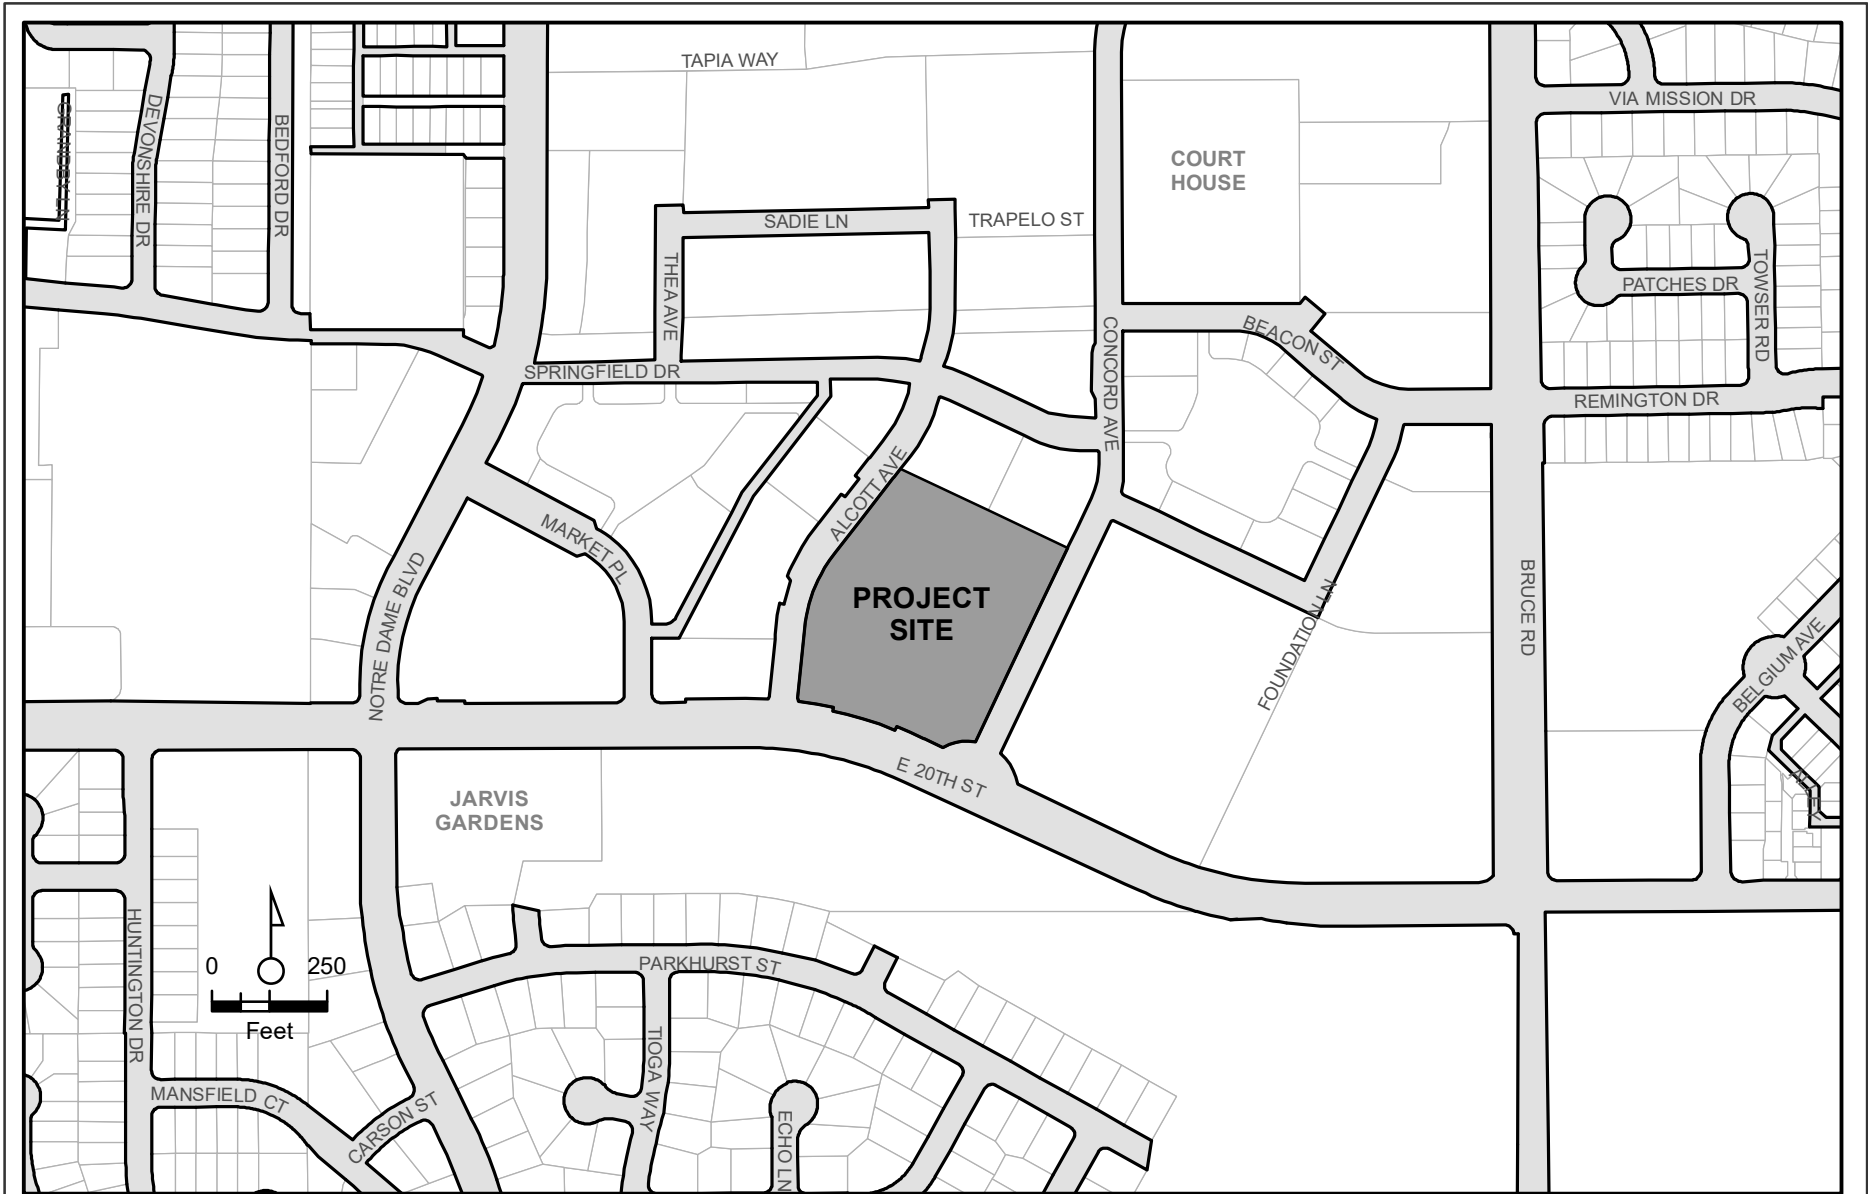 TAPIA WAY
VIA MISSION DR
DEVONSHIRE DR
BEDFORD DR
COURT
HOUSE
SADIE LN
TRAPELO ST
THEA AVE
PATCHES DR
TOWSER RD
CONCORD AVE
BEACON ST
SPRINGFIELD DR
REMINGTON DR
ALCOTT AVE
MARKET PL
NOTRE DAME BLVD
PROJECT
SITE
FOUNDATION LN
BRUCE RD
BELGIUM AVE
E 20TH ST
ALLEY
JARVIS
GARDENS
HUNTINGTON DR
0 250
Feet
PARKHURST ST
TIOGA WAY
MANSFIELD CT
CARSON ST
ECHO LN